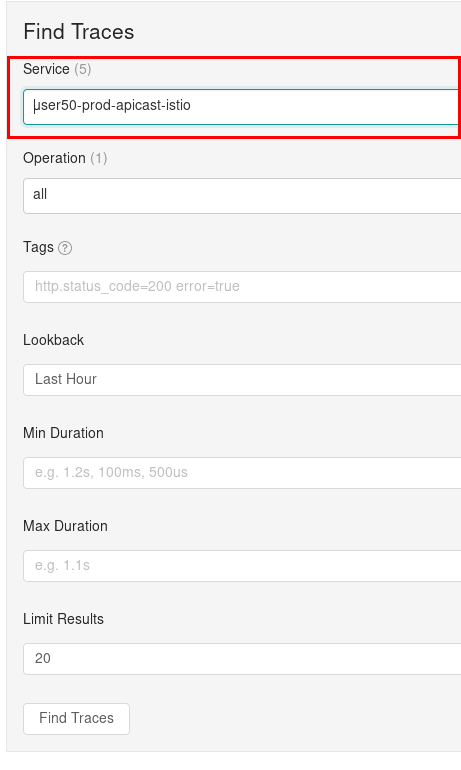 Find Traces
Service (5)
user50-prod-apicast-istio
Operation (1)
all
Tags ?
http.status_code=200 error=true
Lookback
Last Hour
Min Duration
e.g. 1.2s, 100ms, 500us
Max Duration
e.g. 1.1s
Limit Results
20
Find Traces